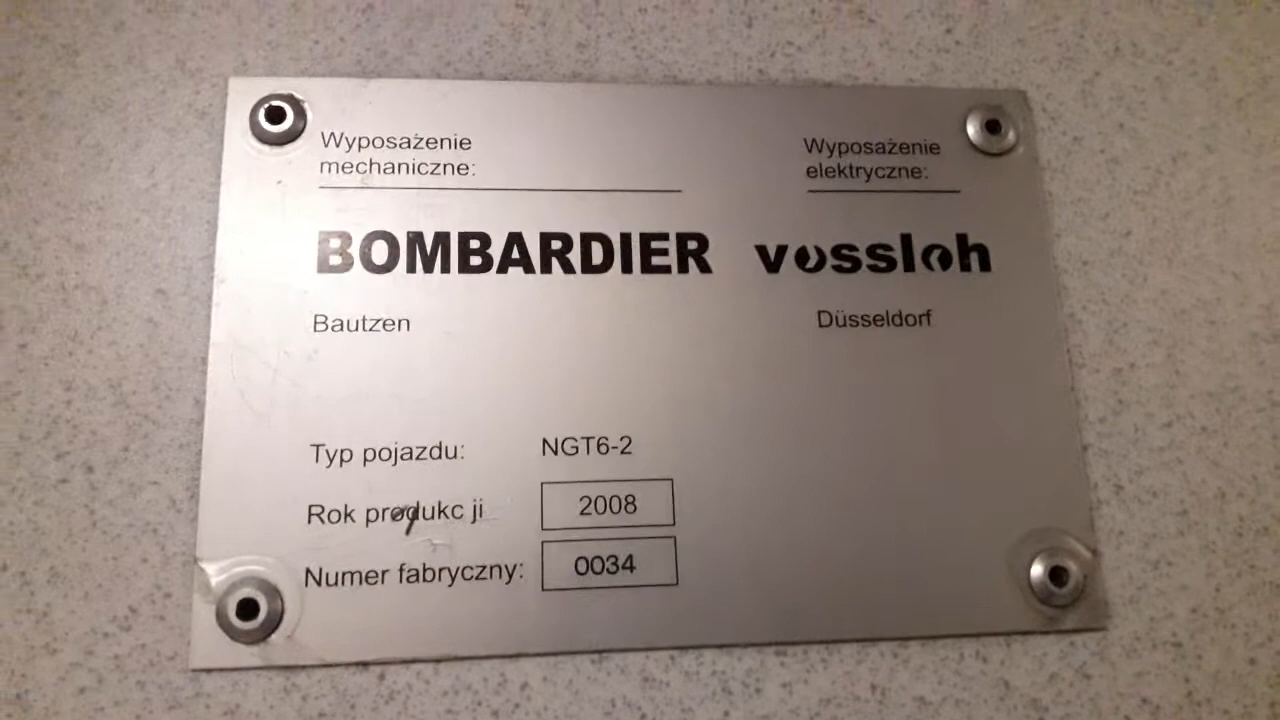 Wyposażenie
mechaniczne:
Wyposażenie
elektryczne:
BOMBARDIER
vossloh
Bautzen
Düsseldorf
Typ pojazdu: NGT6-2
Rok produkc ji 2008
Numer fabryczny: 0034